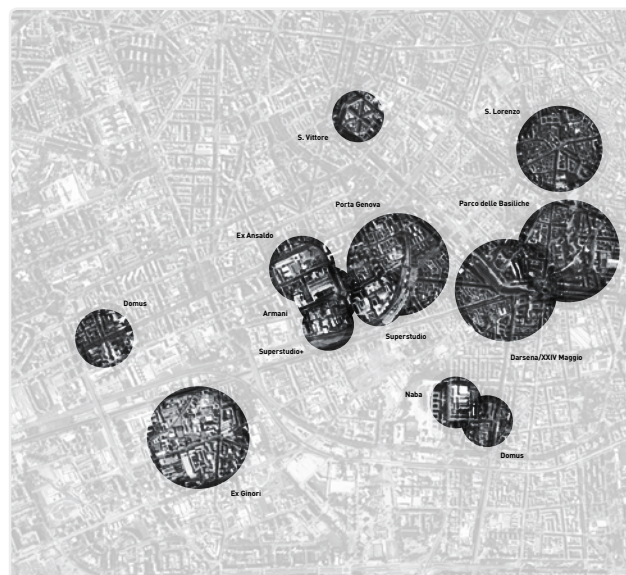 S. Lorenzo
S. Vittore
Porta Genova
Parco delle Basiliche
Ex Ansaldo
Domus
Armani
Superstudio
Superstudio+
Darsena/XXIV Maggio
Naba
Domus
Ex Ginori